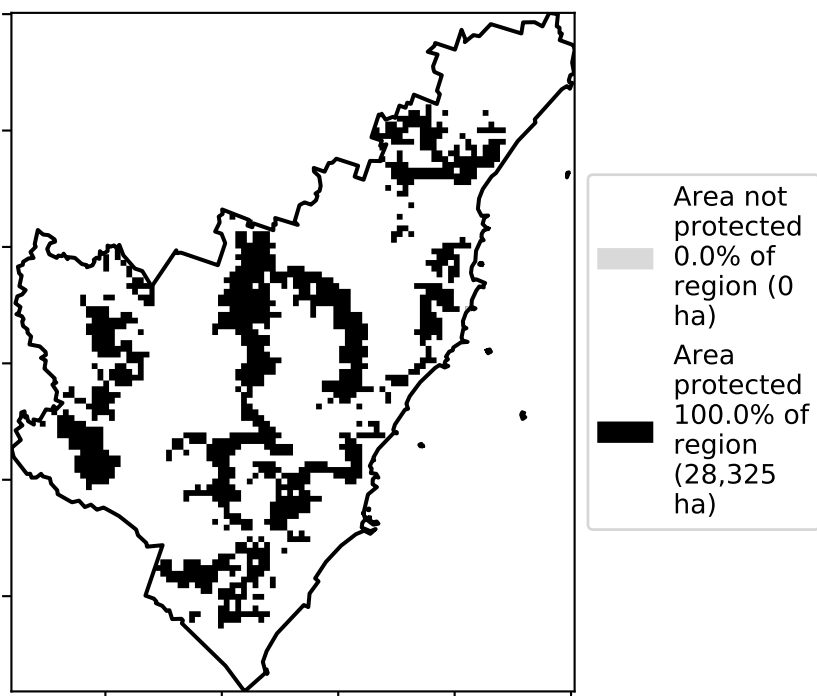 Area not
protected
0.0% of
region (0
ha)
Area
protected
100.0% of
region
(28,325
ha)